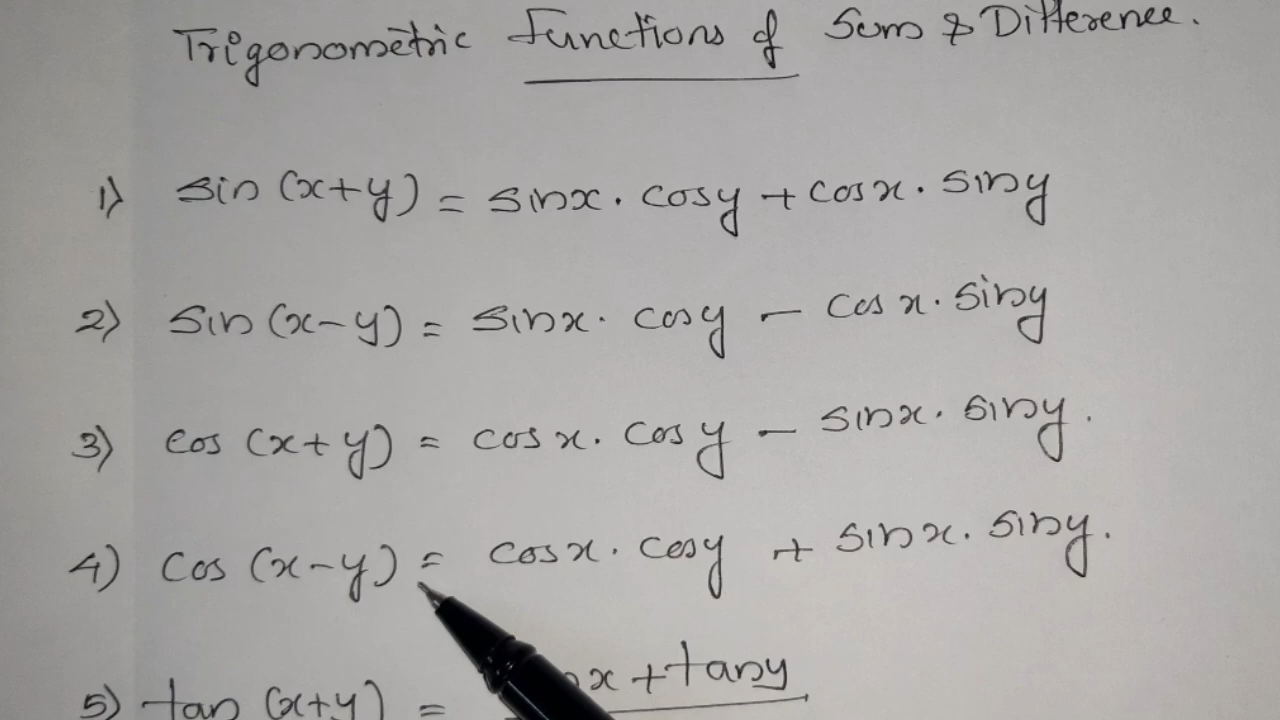 Trigonometric Functions of Sum & Difference.
1) sin (x+y) = sinx. cosy + cosx. siny
2) sin (x-y) = sinx. cosy - cosx. siny
3) cos (x+y) = cosx. cosy - sinx. siny.
4) cos (x-y) = cosx. cosy + sinx. siny.
5) tan (x+y) = x + tany